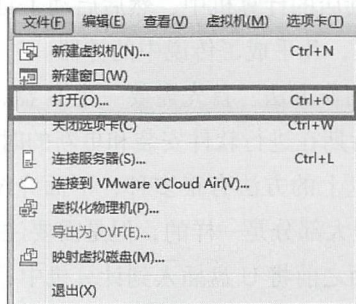 文件(F) 编辑(E) 查看(V) 虚拟机(M) 选项卡(T)
新建虚拟机(N)... Ctrl+N
新建窗口(W)
打开(O)... Ctrl+O
关闭选项卡(C) Ctrl+W
连接服务器(S)... Ctrl+L
连接到 VMware vCloud Air(V)...
虚拟化物理机(P)...
导出为 OVF(E)...
映射虚拟磁盘(M)...
退出(X)